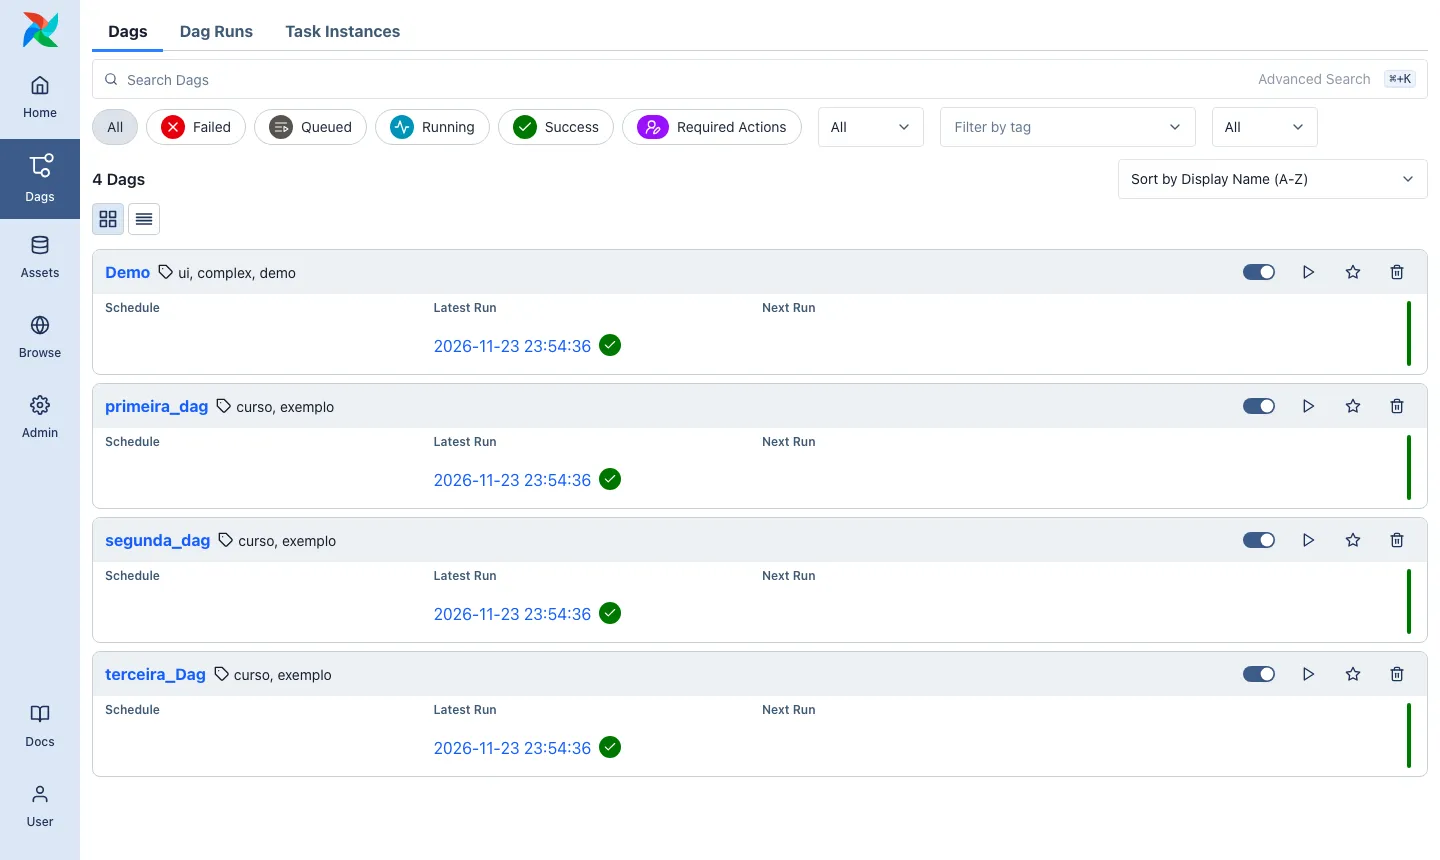 Dags Dag Runs Task Instances
Search Dags Advanced Search ⌘+K
All Failed Queued Running Success Required Actions All Filter by tag All
4 Dags Sort by Display Name (A-Z)
Demo ui, complex, demo
Schedule Latest Run Next Run
2026-11-23 23:54:36
primeira_dag curso, exemplo
Schedule Latest Run Next Run
2026-11-23 23:54:36
segunda_dag curso, exemplo
Schedule Latest Run Next Run
2026-11-23 23:54:36
terceira_Dag curso, exemplo
Schedule Latest Run Next Run
2026-11-23 23:54:36
Home
Dags
Assets
Browse
Admin
Docs
User